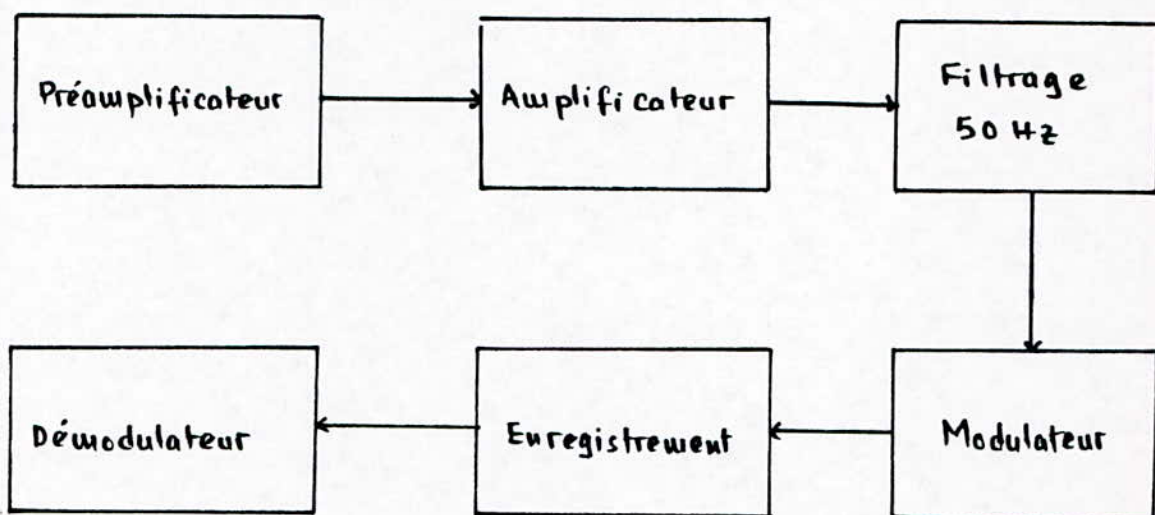 Préamplificateur
Amplificateur
Filtrage
50 Hz
Démodulateur
Enregistrement
Modulateur